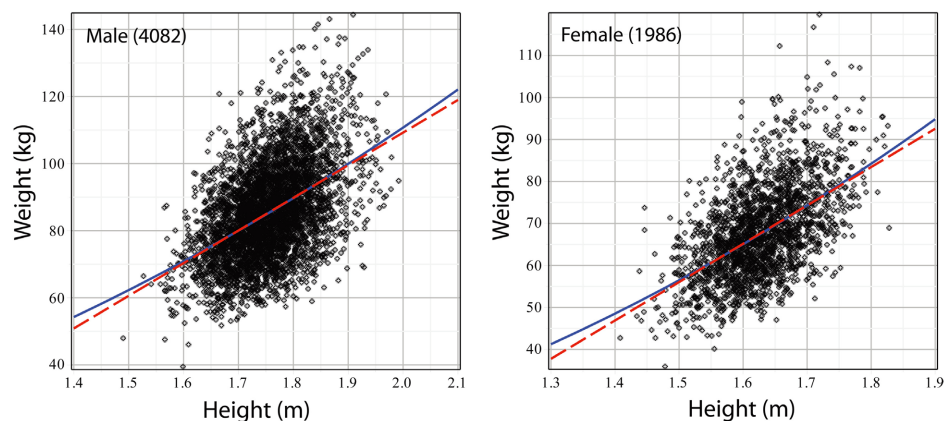 Male (4082)
Weight (kg)
140
120
100
80
60
40
1.4 1.5 1.6 1.7 1.8 1.9 2.0 2.1
Height (m)
Female (1986)
Weight (kg)
110
100
90
80
70
60
50
40
1.3 1.4 1.5 1.6 1.7 1.8 1.9
Height (m)